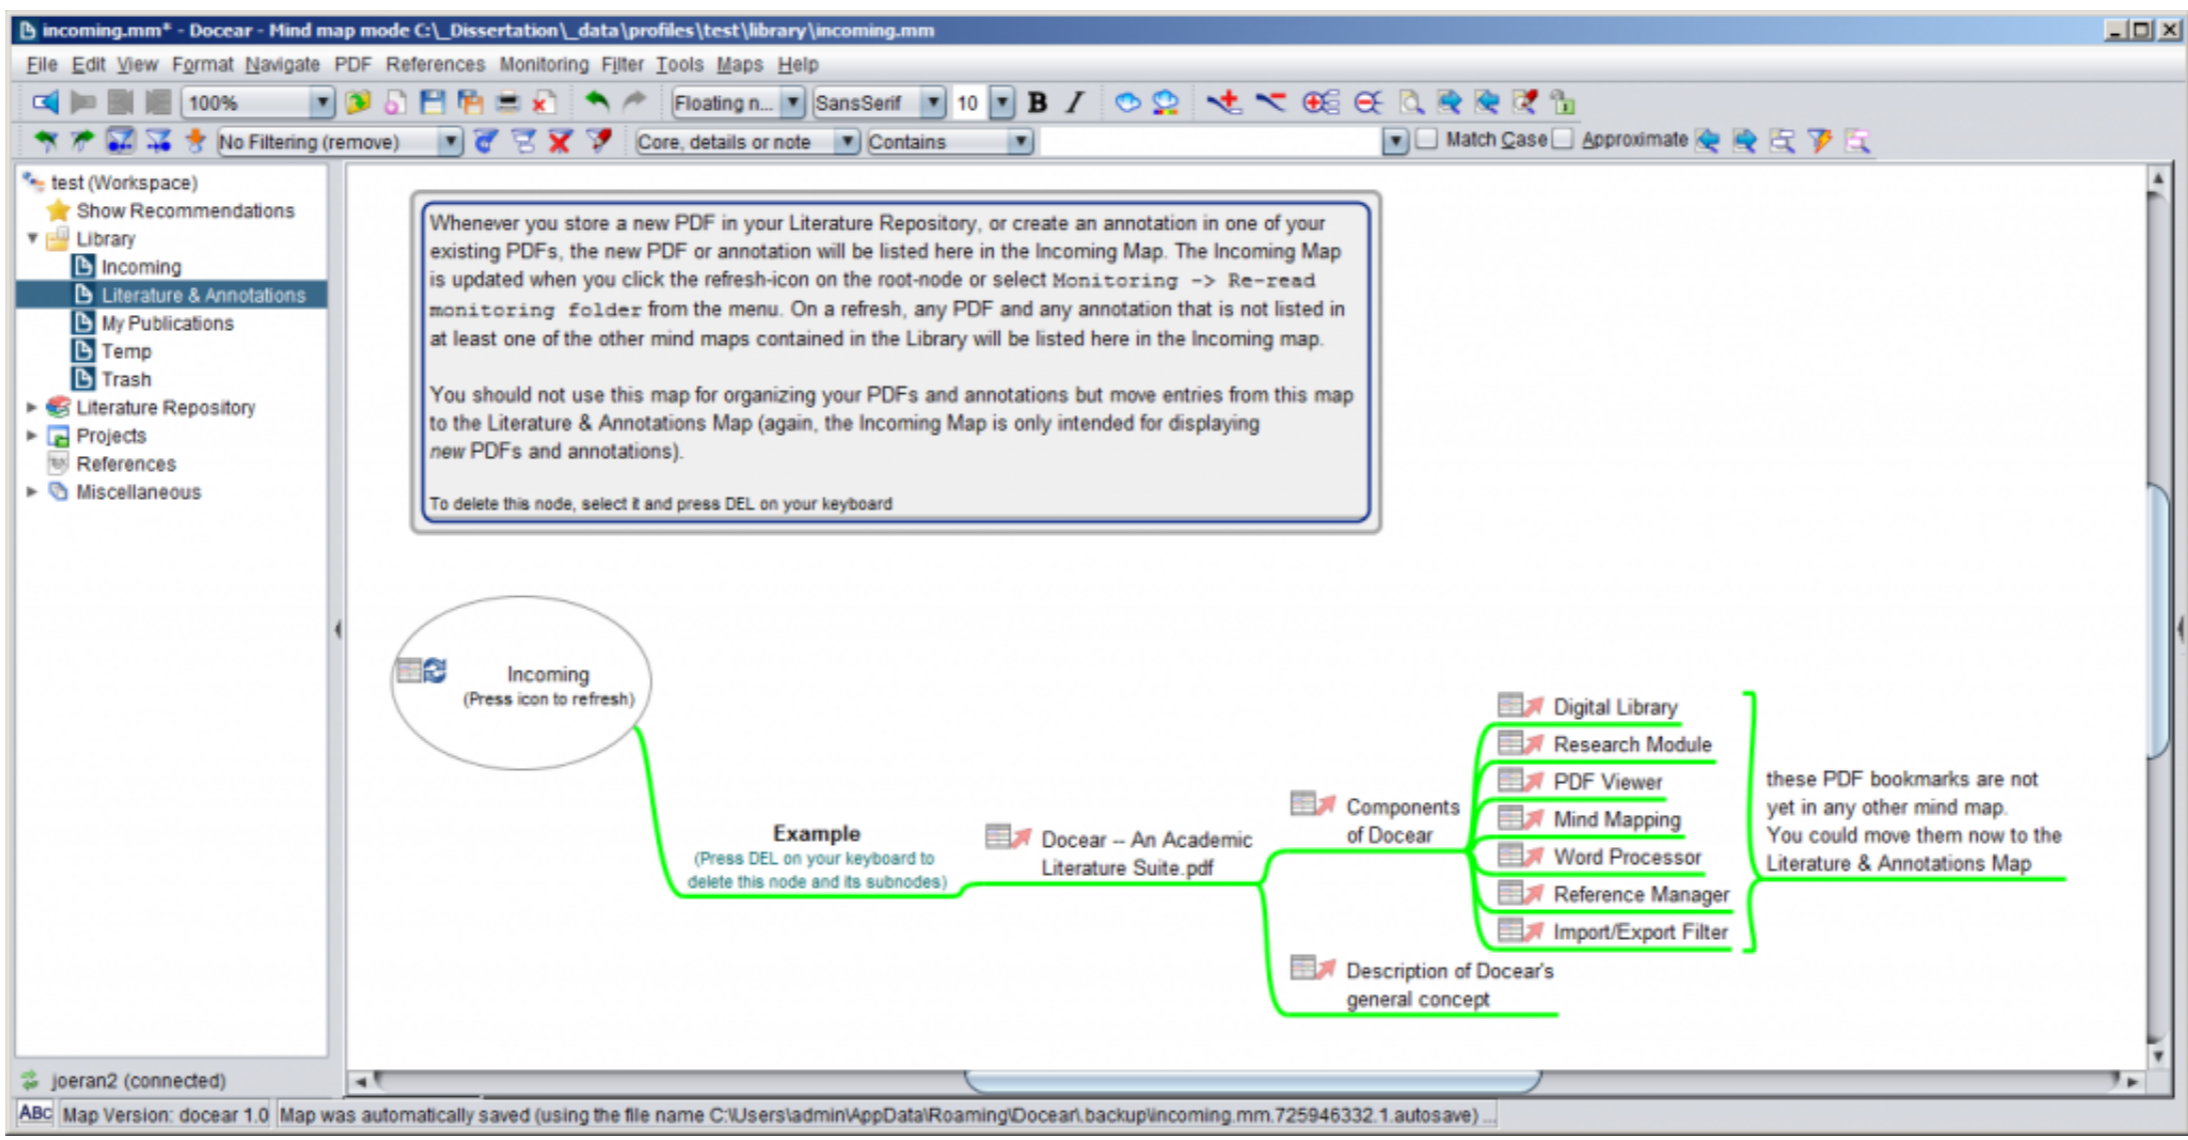 incoming.mm* - Docear - Mind map mode C:\_Dissertation\_data\profiles\test\library\incoming.mm
File Edit View Format Navigate PDF References Monitoring Filter Tools Maps Help
100% Floating n... SansSerif 10 B I
No Filtering (remove) Core, details or note Contains Match Case Approximate
test (Workspace)
Show Recommendations
Library
Incoming
Literature & Annotations
My Publications
Temp
Trash
Literature Repository
Projects
References
Miscellaneous
Whenever you store a new PDF in your Literature Repository, or create an annotation in one of your
existing PDFs, the new PDF or annotation will be listed here in the Incoming Map. The Incoming Map
is updated when you click the refresh-icon on the root-node or select Monitoring -> Re-read
monitoring folder from the menu. On a refresh, any PDF and any annotation that is not listed in
at least one of the other mind maps contained in the Library will be listed here in the Incoming map.
You should not use this map for organizing your PDFs and annotations but move entries from this map
to the Literature & Annotations Map (again, the Incoming Map is only intended for displaying
new PDFs and annotations).
To delete this node, select it and press DEL on your keyboard
Incoming
(Press icon to refresh)
Example
(Press DEL on your keyboard to
delete this node and its subnodes)
Docear -- An Academic
Literature Suite.pdf
Components
of Docear
Digital Library
Research Module
PDF Viewer
Mind Mapping
Word Processor
Reference Manager
Import/Export Filter
these PDF bookmarks are not
yet in any other mind map.
You could move them now to the
Literature & Annotations Map
Description of Docear's
general concept
joeran2 (connected)
ABC Map Version: docear 1.0 Map was automatically saved (using the file name C:\Users\admin\AppData\Roaming\Docear\.backup\incoming.mm.725946332.1.autosave) ...